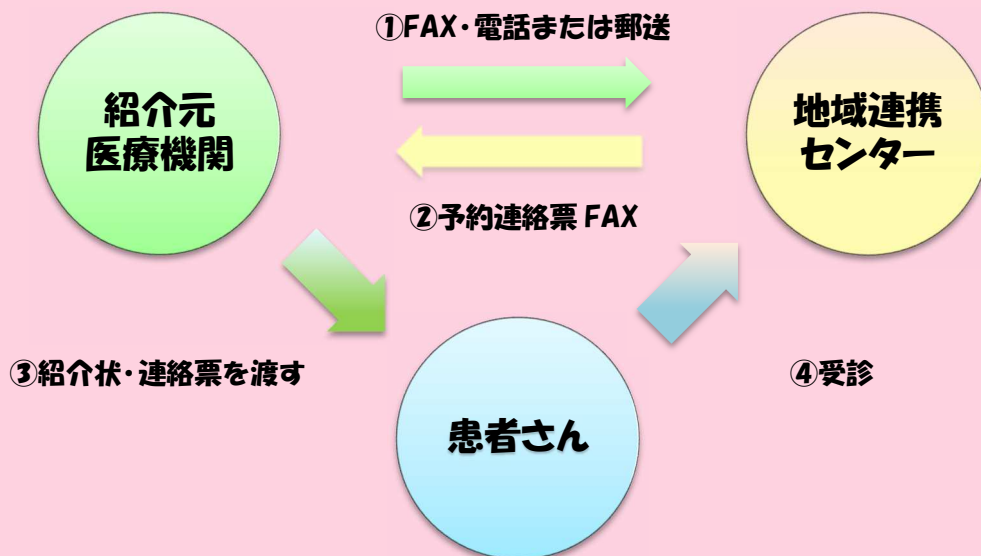 ①FAX・電話または郵送
紹介元
医療機関
地域連携
センター
②予約連絡票 FAX
③紹介状・連絡票を渡す
④受診
患者さん